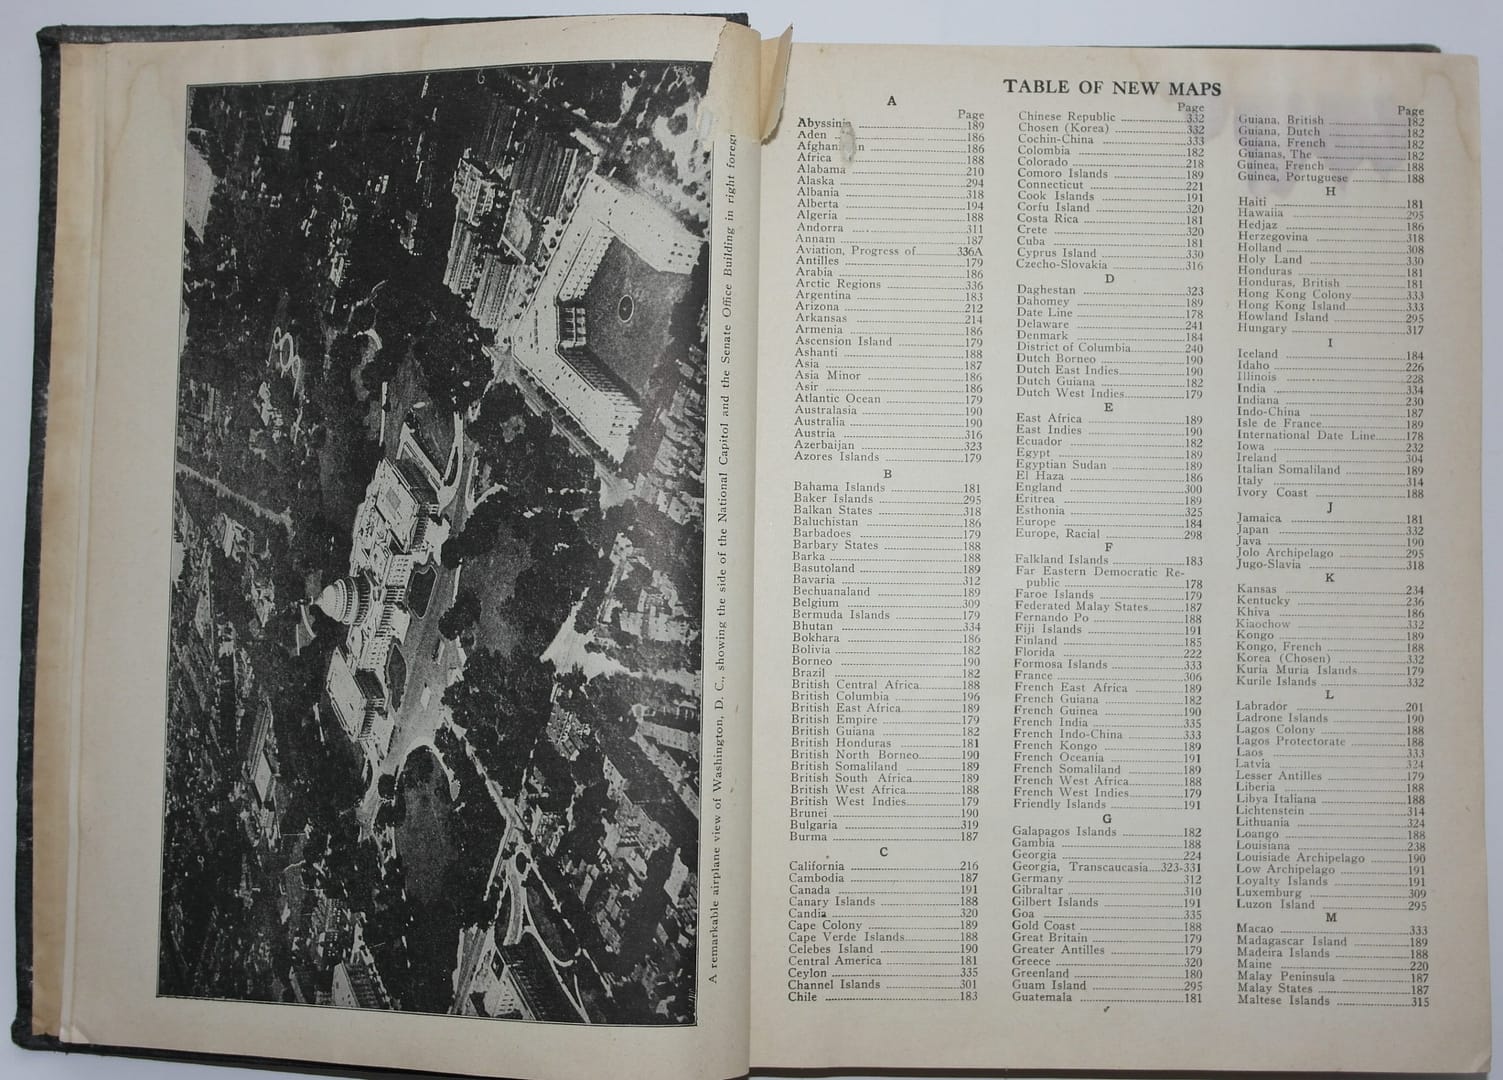 A remarkable airplane view of Washington, D. C., showing the side of the National Capitol and the Senate Office Building in right
TABLE OF NEW MAPS
A
Page
Abyssinia 189
Aden 186
186
Africa 188
Alabama 210
Alaska 294
Albania 318
Alberta 194
Algeria 188
Andorra 311
Annam 187
Aviation, Progress of 336A
Antilles 179
Arabia 186
Arctic Regions 336
Argentina 183
Arizona 212
Arkansas 214
Armenia 186
Ascension Island 179
Ashanti 188
Asia 187
Asia Minor 186
Asir 186
Atlantic Ocean 179
Australasia 190
Australia 190
Austria 316
Azerbaijan 323
Azores Islands 179
B
Bahama Islands 181
Baker Islands 295
Balkan States 318
Baluchistan 186
Barbadoes 179
Barbary States 188
Barka 188
Basutoland 189
Bavaria 312
Bechuanaland 189
Belgium 309
Bermuda Islands 179
Bhutan 334
Bokhara 186
Bolivia 182
Borneo 190
Brazil 182
British Central Africa 188
British Columbia 196
British East Africa 189
British Empire 179
British Guiana 182
British Honduras 181
British North Borneo 190
British Somaliland 189
British South Africa 189
British West Africa 188
British West Indies 179
Brunei 190
Bulgaria 319
Burma 187
C
California 216
Cambodia 187
Canada 191
Canary Islands 188
Candia 320
Cape Colony 189
Cape Verde Islands 188
Celebes Island 190
Central America 181
Ceylon 335
Channel Islands 301
Chile 183
Page
Chinese Republic 332
Chosen (Korea) 332
Cochin-China 333
Colombia 182
Colorado 218
Comoro Islands 189
Connecticut 221
Cook Islands 191
Corfu Island 320
Costa Rica 181
Crete 320
Cuba 181
Cyprus Island 330
Czecho-Slovakia 316
D
Daghestan 323
Dahomey 189
Date Line 178
Delaware 241
Denmark 184
District of Columbia 240
Dutch Borneo 190
Dutch East Indies 190
Dutch Guiana 182
Dutch West Indies 179
E
East Africa 189
East Indies 190
Ecuador 182
Egypt 189
Egyptian Sudan 189
El Haza 186
England 300
Eritrea 189
Esthonia 325
Europe 184
Europe, Racial 298
F
Falkland Islands 183
Far Eastern Democratic Re-
public 178
Faroe Islands 179
Federated Malay States 187
Fernando Po 188
Fiji Islands 191
Finland 185
Florida 222
Formosa Islands 333
France 306
French East Africa 189
French Guiana 182
French Guinea 190
French India 335
French Indo-China 333
French Kongo 189
French Oceania 191
French Somaliland 189
French West Africa 188
French West Indies 179
Friendly Islands 191
G
Galapagos Islands 182
Gambia 188
Georgia 224
Georgia, Transcaucasia 323-331
Germany 312
Gibraltar 310
Gilbert Islands 191
Goa 335
Gold Coast 188
Great Britain 179
Greater Antilles 179
Greece 320
Greenland 180
Guam Island 295
Guatemala 181
Page
Guiana, British 182
Guiana, Dutch 182
Guiana, French 182
Guianas, The 182
Guinea, French 188
Guinea, Portuguese 188
H
Haiti 181
Hawaiia 295
Hedjaz 186
Herzegovina 318
Holland 308
Holy Land 330
Honduras 181
Honduras, British 181
Hong Kong Colony 333
Hong Kong Island 333
Howland Island 295
Hungary 317
I
Iceland 184
Idaho 226
Illinois 228
India 334
Indiana 230
Indo-China 187
Isle de France 189
International Date Line 178
Iowa 232
Ireland 304
Italian Somaliland 189
Italy 314
Ivory Coast 188
J
Jamaica 181
Japan 332
Java 190
Jolo Archipelago 295
Jugo-Slavia 318
K
Kansas 234
Kentucky 236
Khiva 186
Kiaochow 332
Kongo 189
Kongo, French 188
Korea (Chosen) 332
Kuria Muria Islands 179
Kurile Islands 332
L
Labrador 201
Ladrone Islands 190
Lagos Colony 188
Lagos Protectorate 188
Laos 333
Latvia 324
Lesser Antilles 179
Liberia 188
Libya Italiana 188
Lichtenstein 314
Lithuania 324
Loango 188
Louisiana 238
Louisiade Archipelago 190
Low Archipelago 191
Loyalty Islands 191
Luxemburg 309
Luzon Island 295
M
Macao 333
Madagascar Island 189
Madeira Islands 188
Maine 220
Malay Peninsula 187
Malay States 187
Maltese Islands 315